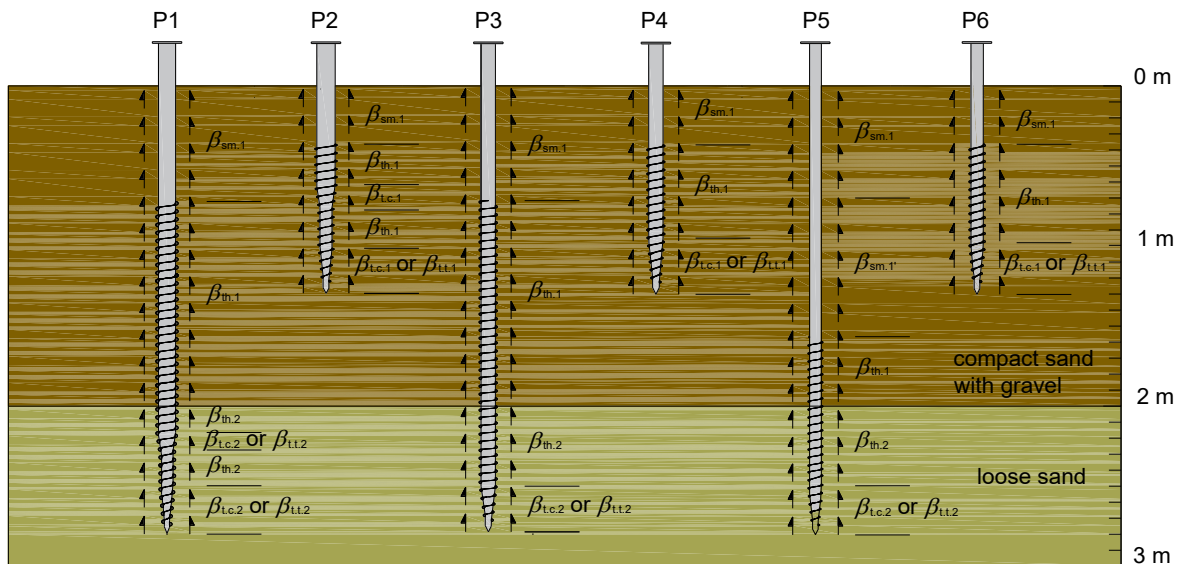 P1 P2 P3 P4 P5 P6
0 m
βsm.1
βth.1
βth.2
βt.c.2 or βt.t.2
βth.2
βt.c.2 or βt.t.2
βsm.1
βth.1
βt.c.1
βth.1
βt.c.1 or βt.t.1
βsm.1
βth.1
βth.2
βt.c.2 or βt.t.2
βsm.1
βth.1
βt.c.1 or βt.t.1
βsm.1
βsm.1'
βth.1
βth.2
βt.c.2 or βt.t.2
βsm.1
βth.1
βt.c.1 or βt.t.1
1 m
compact sand
with gravel
2 m
loose sand
3 m